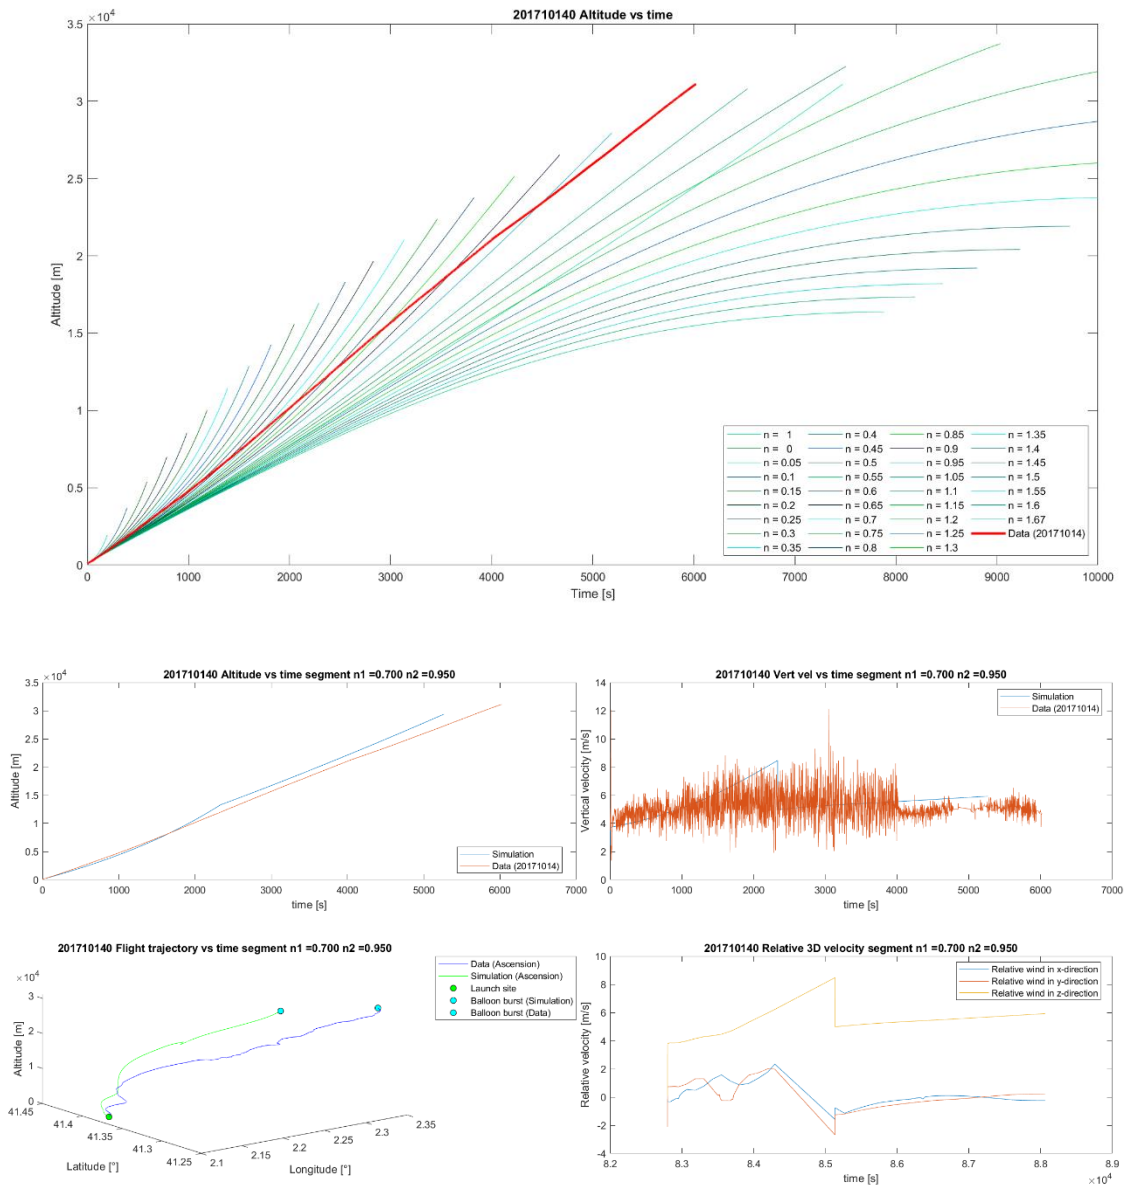 201710140 Altitude vs time
×10⁴
3.5
3
2.5
2
1.5
1
0.5
0
Altitude [m]
0 1000 2000 3000 4000 5000 6000 7000 8000 9000 10000
Time [s]
n = 1 n = 0.4 n = 0.85 n = 1.35
n = 0 n = 0.45 n = 0.9 n = 1.4
n = 0.05 n = 0.5 n = 0.95 n = 1.45
n = 0.1 n = 0.55 n = 1.05 n = 1.5
n = 0.15 n = 0.6 n = 1.1 n = 1.55
n = 0.2 n = 0.65 n = 1.15 n = 1.6
n = 0.25 n = 0.7 n = 1.2 n = 1.67
n = 0.3 n = 0.75 n = 1.25 Data (20171014)
n = 0.35 n = 0.8 n = 1.3
201710140 Altitude vs time segment n1 =0.700 n2 =0.950
×10⁴
3.5
3
2.5
2
1.5
1
0.5
0
Altitude [m]
0 1000 2000 3000 4000 5000 6000 7000
time [s]
Simulation
Data (20171014)
201710140 Vert vel vs time segment n1 =0.700 n2 =0.950
14
12
10
8
6
4
2
0
Vertical velocity [m/s]
0 1000 2000 3000 4000 5000 6000 7000
time [s]
Simulation
Data (20171014)
201710140 Flight trajectory vs time segment n1 =0.700 n2 =0.950
×10⁴
3
2
1
0
Altitude [m]
41.45
41.4
41.35
41.3
41.25
Latitude [°]
2.1
2.15
2.2
2.25
2.3
2.35
Longitude [°]
Data (Ascension)
Simulation (Ascension)
Launch site
Balloon burst (Simulation)
Balloon burst (Data)
201710140 Relative 3D velocity segment n1 =0.700 n2 =0.950
10
8
6
4
2
0
-2
-4
Relative velocity [m/s]
8.2 8.3 8.4 8.5 8.6 8.7 8.8 8.9
time [s]
×10⁴
Relative wind in x-direction
Relative wind in y-direction
Relative wind in z-direction